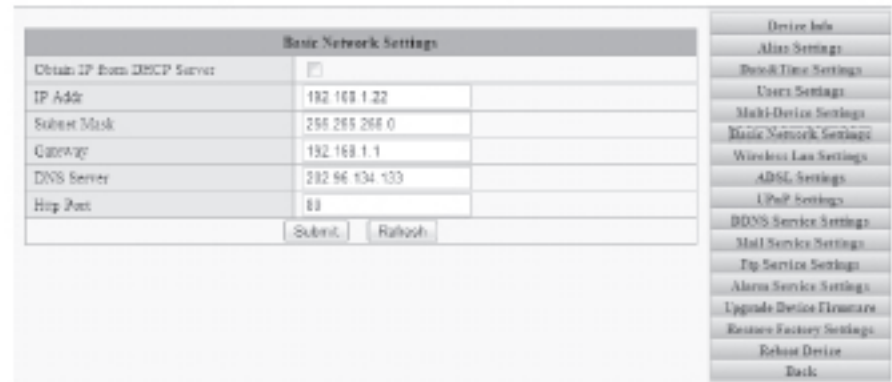 Basic Network Settings
Obtain IP from DHCP Server
IP Addr 192.168.1.22
Subnet Mask 255.255.255.0
Gateway 192.168.1.1
DNS Server 202.96.134.133
Http Port 80
Submit Refresh
Device Info
Alias Settings
Date&Time Settings
Users Settings
Multi-Device Settings
Basic Network Settings
Wireless Lan Settings
ADSL Settings
UPnP Settings
DDNS Service Settings
Mail Service Settings
Ftp Service Settings
Alarm Service Settings
Upgrade Device Firmware
Restore Factory Settings
Reboot Device
Back